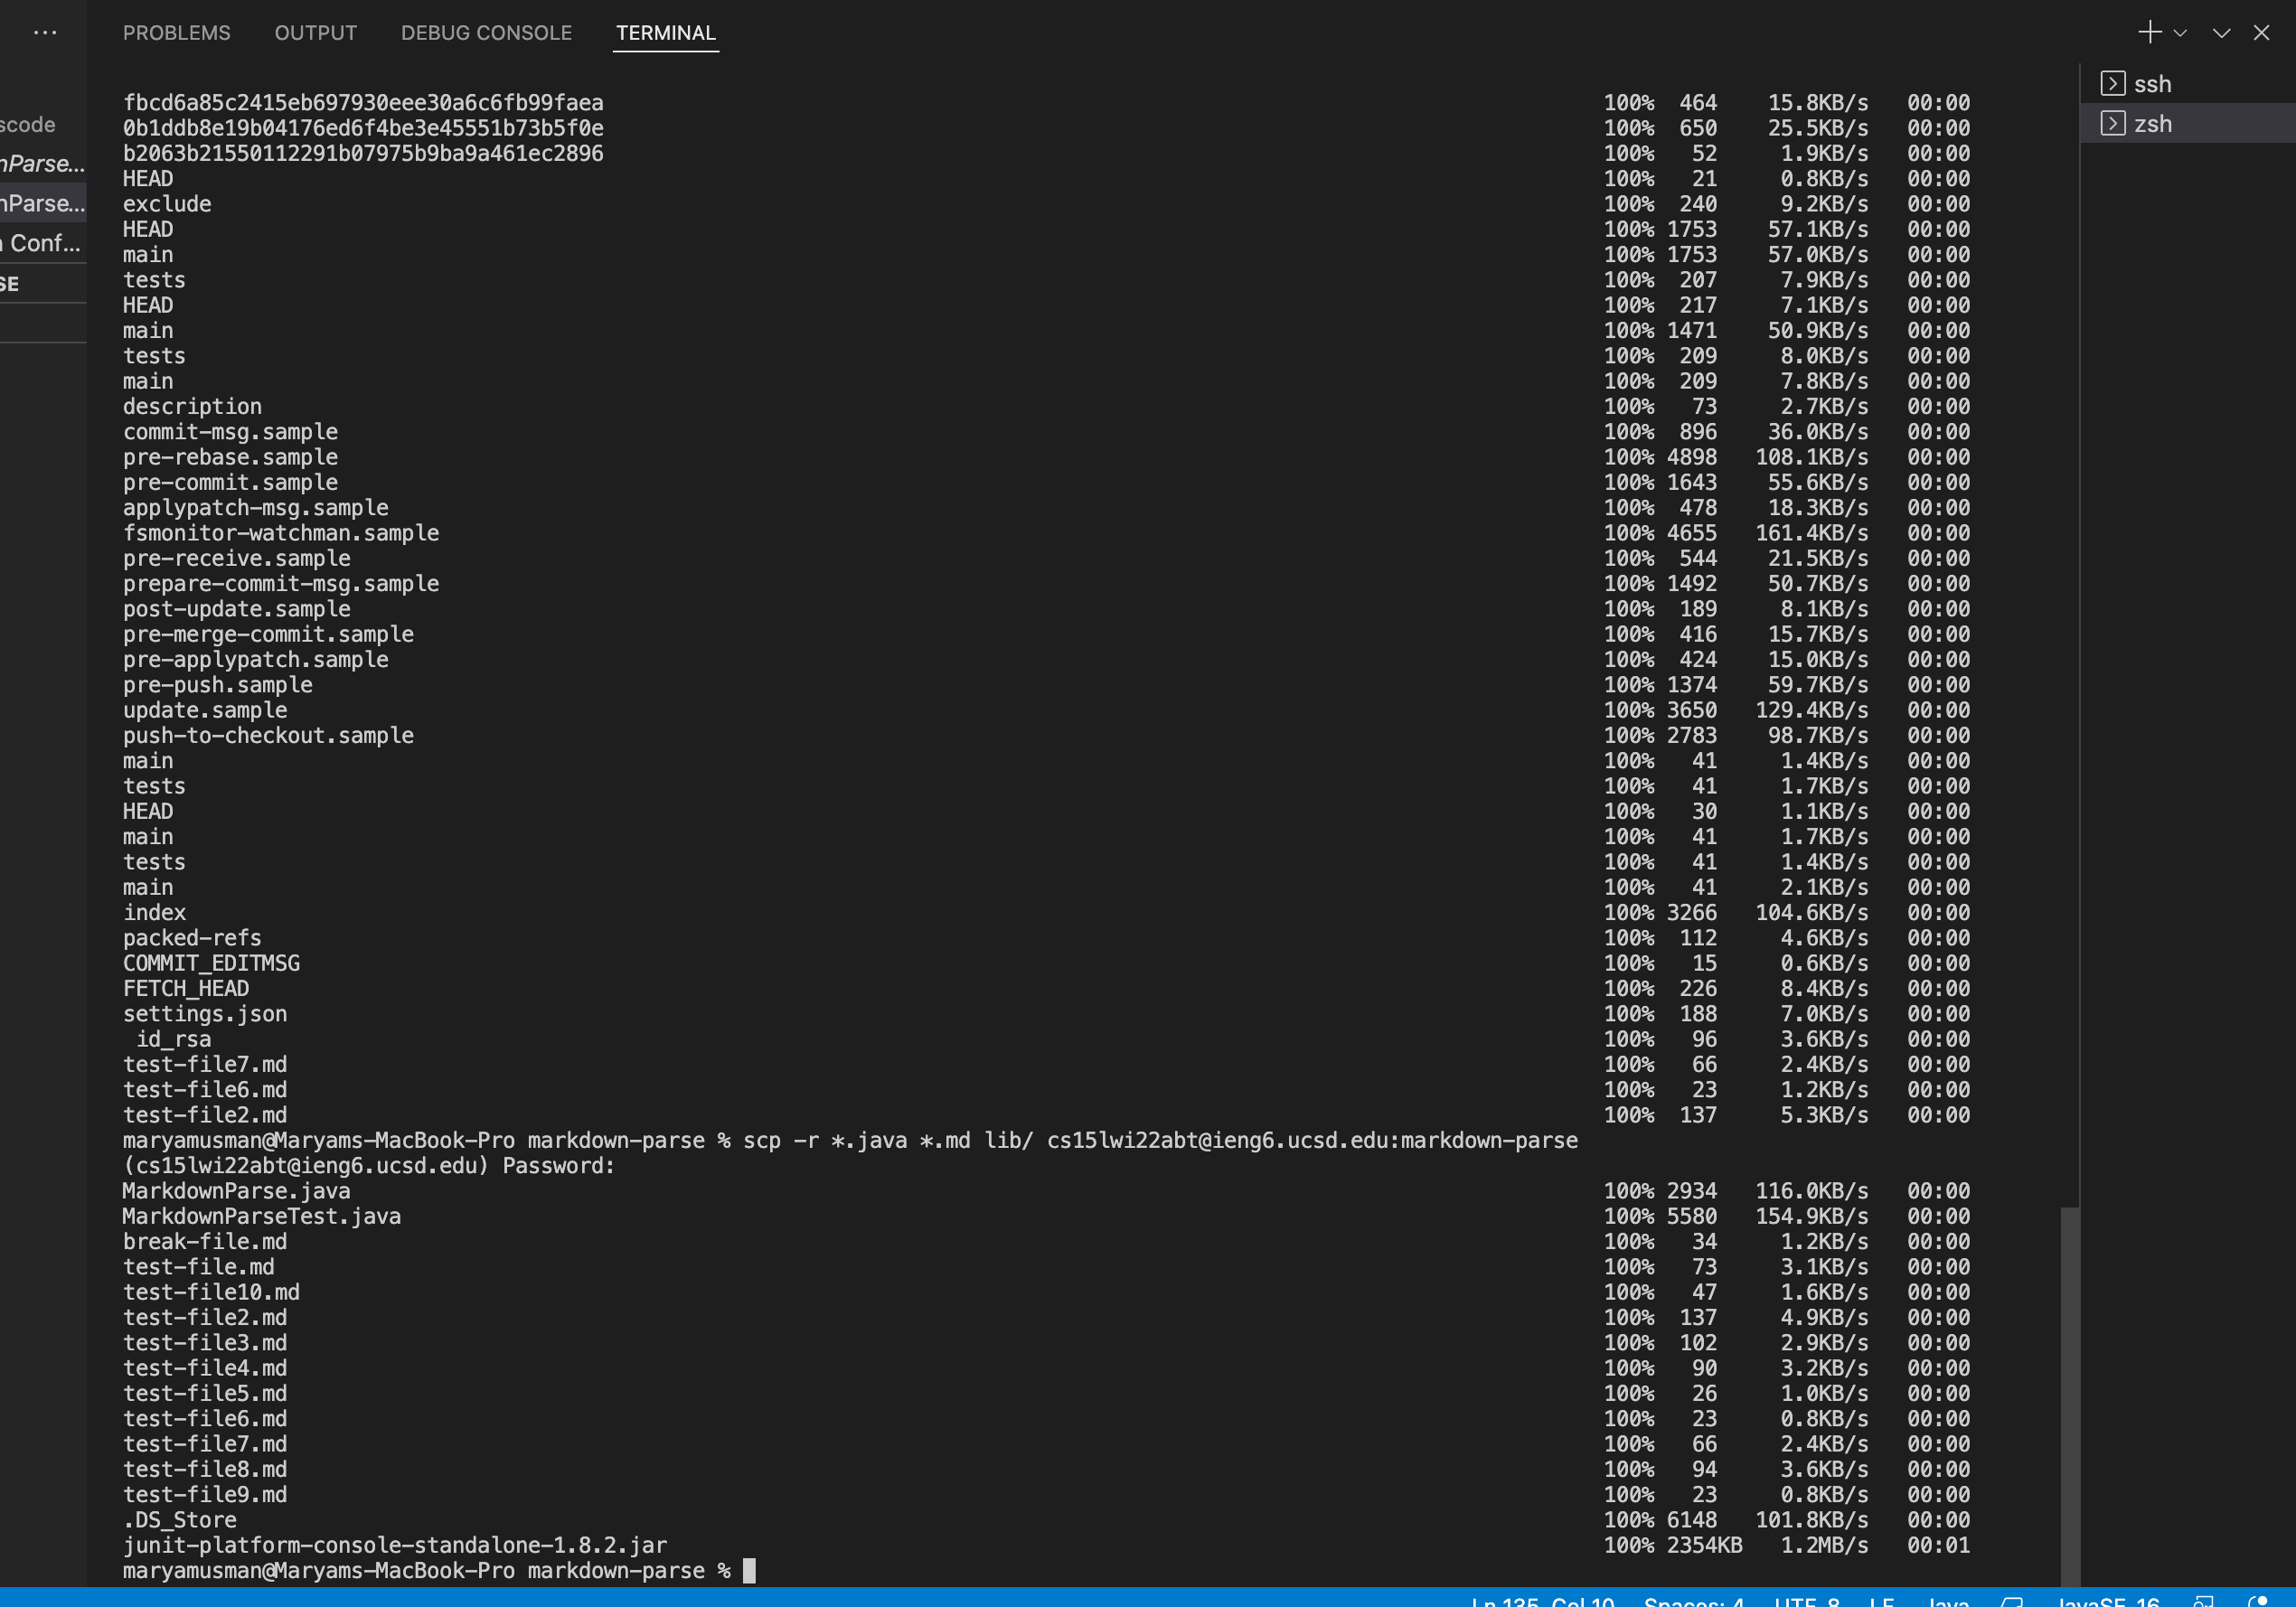 PROBLEMS OUTPUT DEBUG CONSOLE TERMINAL
scode
nParse...
nParse...
Conf...
SE
ssh
zsh
fbcd6a85c2415eb697930eee30a6c6fb99faea 100% 464 15.8KB/s 00:00
0b1ddb8e19b04176ed6f4be3e45551b73b5f0e 100% 650 25.5KB/s 00:00
b2063b21550112291b07975b9ba9a461ec2896 100% 52 1.9KB/s 00:00
HEAD 100% 21 0.8KB/s 00:00
exclude 100% 240 9.2KB/s 00:00
HEAD 100% 1753 57.1KB/s 00:00
main 100% 1753 57.0KB/s 00:00
tests 100% 207 7.9KB/s 00:00
HEAD 100% 217 7.1KB/s 00:00
main 100% 1471 50.9KB/s 00:00
tests 100% 209 8.0KB/s 00:00
main 100% 209 7.8KB/s 00:00
description 100% 73 2.7KB/s 00:00
commit-msg.sample 100% 896 36.0KB/s 00:00
pre-rebase.sample 100% 4898 108.1KB/s 00:00
pre-commit.sample 100% 1643 55.6KB/s 00:00
applypatch-msg.sample 100% 478 18.3KB/s 00:00
fsmonitor-watchman.sample 100% 4655 161.4KB/s 00:00
pre-receive.sample 100% 544 21.5KB/s 00:00
prepare-commit-msg.sample 100% 1492 50.7KB/s 00:00
post-update.sample 100% 189 8.1KB/s 00:00
pre-merge-commit.sample 100% 416 15.7KB/s 00:00
pre-applypatch.sample 100% 424 15.0KB/s 00:00
pre-push.sample 100% 1374 59.7KB/s 00:00
update.sample 100% 3650 129.4KB/s 00:00
push-to-checkout.sample 100% 2783 98.7KB/s 00:00
main 100% 41 1.4KB/s 00:00
tests 100% 41 1.7KB/s 00:00
HEAD 100% 30 1.1KB/s 00:00
main 100% 41 1.7KB/s 00:00
tests 100% 41 1.4KB/s 00:00
main 100% 41 2.1KB/s 00:00
index 100% 3266 104.6KB/s 00:00
packed-refs 100% 112 4.6KB/s 00:00
COMMIT_EDITMSG 100% 15 0.6KB/s 00:00
FETCH_HEAD 100% 226 8.4KB/s 00:00
settings.json 100% 188 7.0KB/s 00:00
id_rsa 100% 96 3.6KB/s 00:00
test-file7.md 100% 66 2.4KB/s 00:00
test-file6.md 100% 23 1.2KB/s 00:00
test-file2.md 100% 137 5.3KB/s 00:00
maryamusman@Maryams-MacBook-Pro markdown-parse % scp -r *.java *.md lib/ cs15lwi22abt@ieng6.ucsd.edu:markdown-parse
(cs15lwi22abt@ieng6.ucsd.edu) Password:
MarkdownParse.java 100% 2934 116.0KB/s 00:00
MarkdownParseTest.java 100% 5580 154.9KB/s 00:00
break-file.md 100% 34 1.2KB/s 00:00
test-file.md 100% 73 3.1KB/s 00:00
test-file10.md 100% 47 1.6KB/s 00:00
test-file2.md 100% 137 4.9KB/s 00:00
test-file3.md 100% 102 2.9KB/s 00:00
test-file4.md 100% 90 3.2KB/s 00:00
test-file5.md 100% 26 1.0KB/s 00:00
test-file6.md 100% 23 0.8KB/s 00:00
test-file7.md 100% 66 2.4KB/s 00:00
test-file8.md 100% 94 3.6KB/s 00:00
test-file9.md 100% 23 0.8KB/s 00:00
.DS_Store 100% 6148 101.8KB/s 00:00
junit-platform-console-standalone-1.8.2.jar 100% 2354KB 1.2MB/s 00:01
maryamusman@Maryams-MacBook-Pro markdown-parse %
Ln 135, Col 10 Spaces: 4 UTF-8 LF Java JavaSE-16